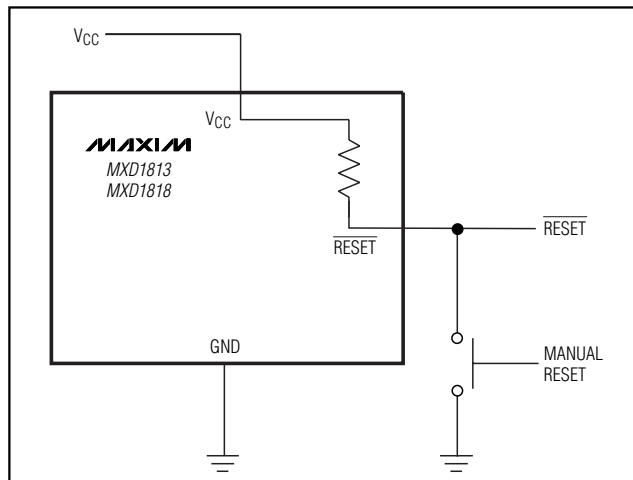 VCC
VCC
MAXIM
MXD1813
MXD1818
RESET
RESET
GND
MANUAL
RESET